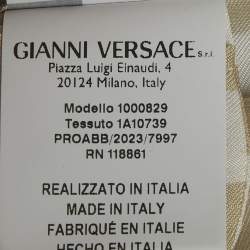 GIANNI VERSACE S.r.l.
Piazza Luigi Einaudi, 4
20124 Milano, Italy
Modello 1000829
Tessuto 1A10739
PROABB/2023/7997
RN 118861
REALIZZATO IN ITALIA
MADE IN ITALY
FABRIQUÉ EN ITALIE
HECHO EN ITALIA